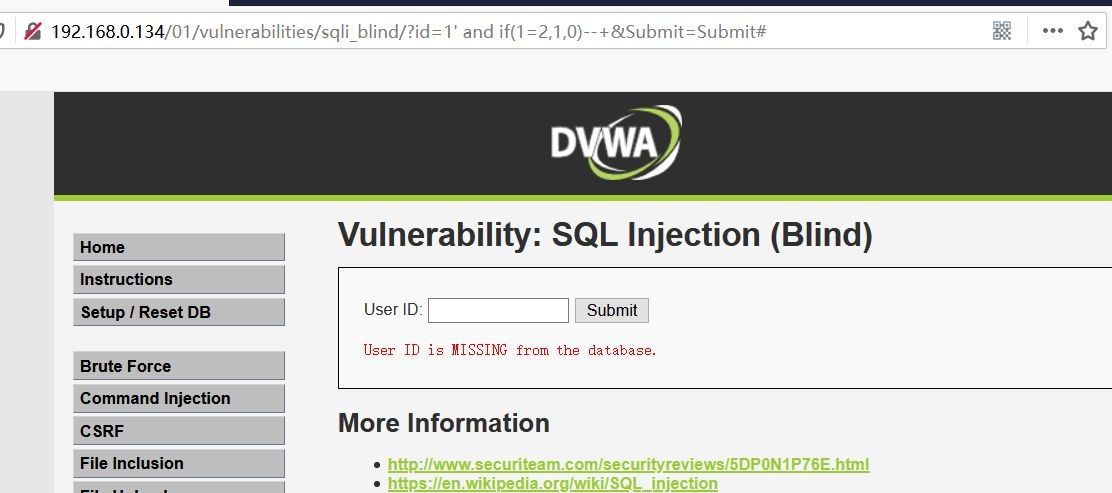 192.168.0.134/01/vulnerabilities/sqli_blind/?id=1' and if(1=2,1,0)--+&Submit=Submit#
DVWA
Vulnerability: SQL Injection (Blind)
Home
Instructions
Setup / Reset DB
User ID:
Submit
User ID is MISSING from the database.
Brute Force
Command Injection
CSRF
File Inclusion
More Information
http://www.securiteam.com/securityreviews/5DP0N1P76E.html
https://en.wikipedia.org/wiki/SQL_injection